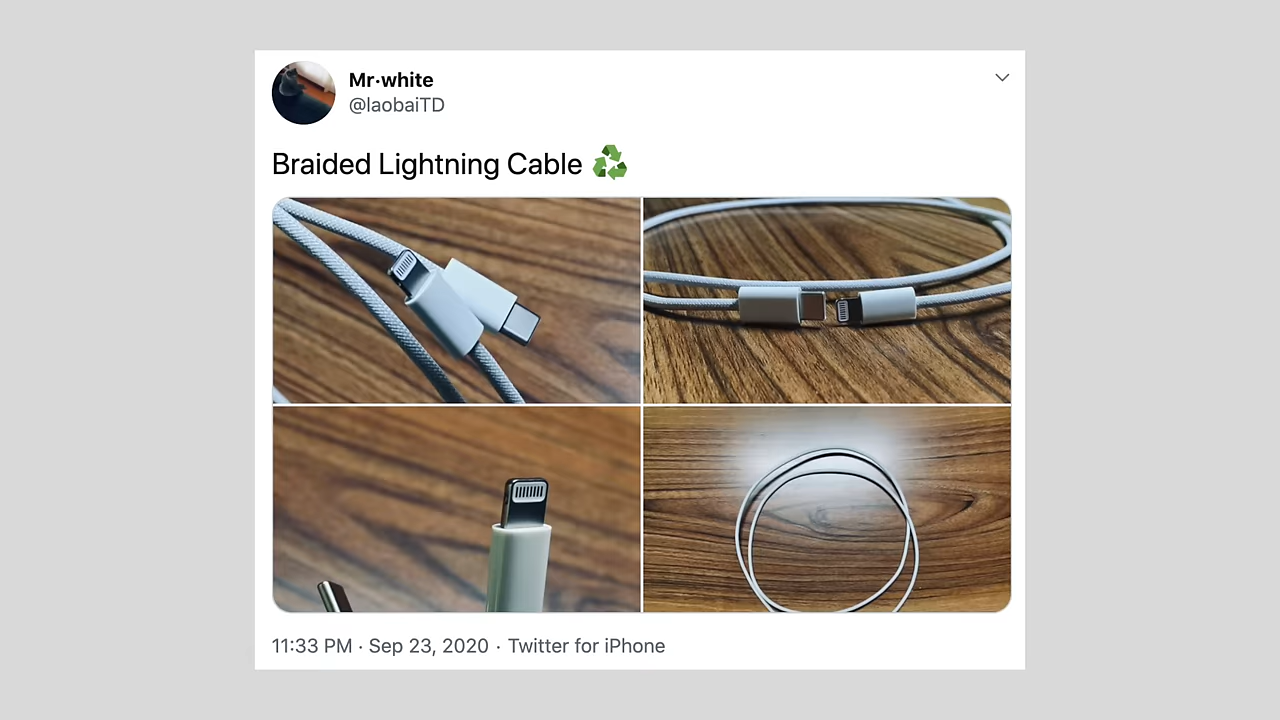 Mr·white
@laobaiTD
Braided Lightning Cable ♻️
11:33 PM · Sep 23, 2020 · Twitter for iPhone